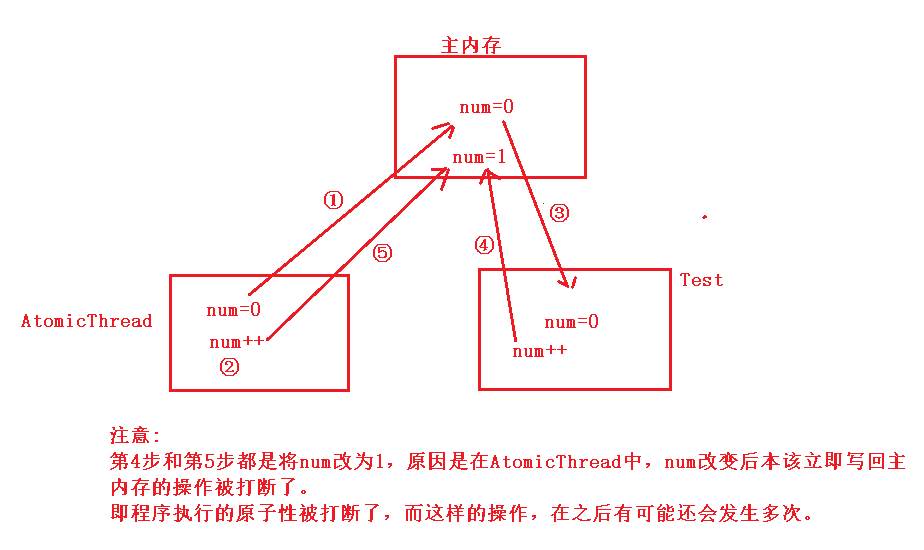 主内存
num=0
num=1
①
③
⑤
④
Test
num=0
AtomicThread
num++
②
num=0
num++
注意:
第4步和第5步都是将num改为1，原因是在AtomicThread中，num改变后本该立即写回主
内存的操作被打断了。
即程序执行的原子性被打断了，而这样的操作，在之后有可能还会发生多次。